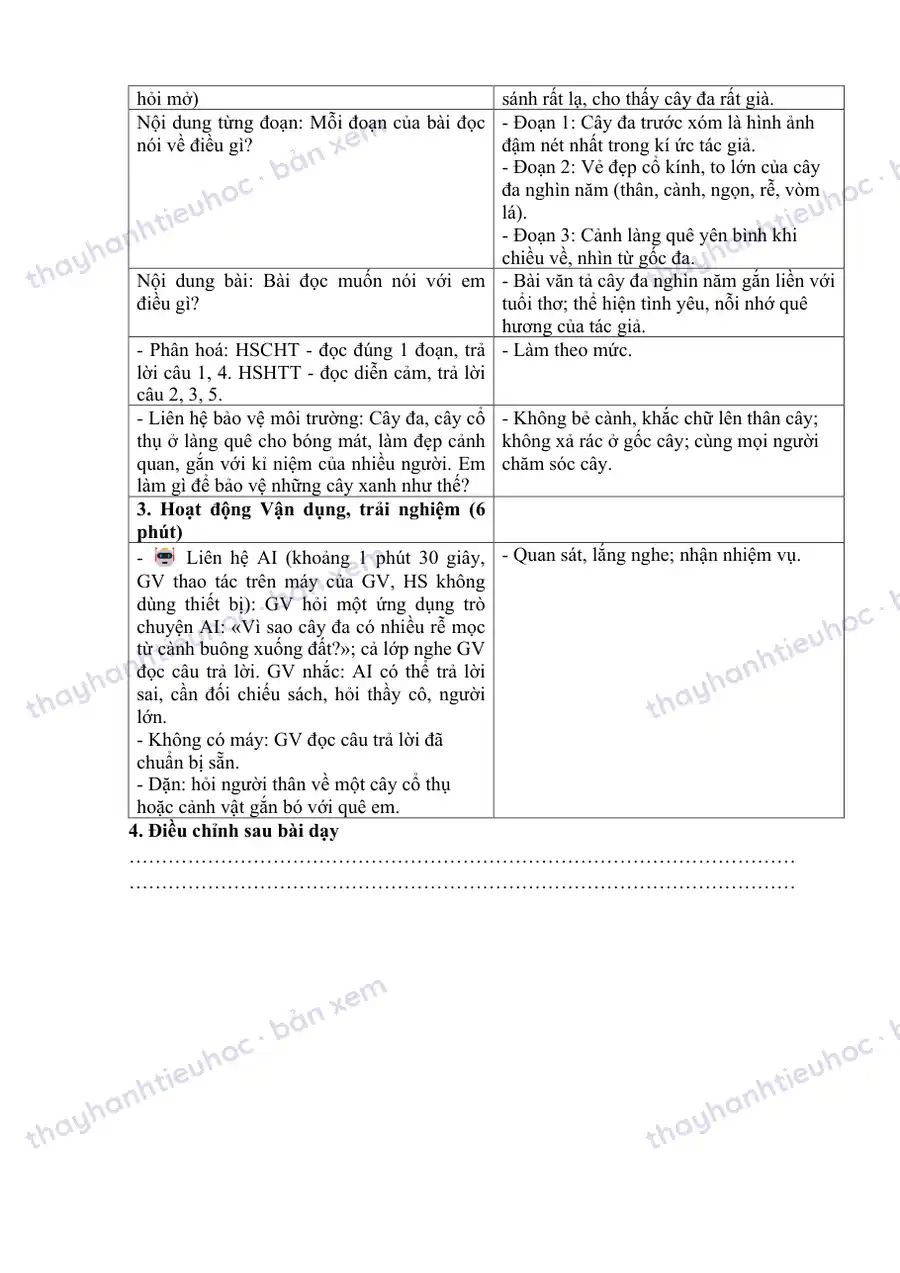 hỏi mở)
sánh rất lạ, cho thấy cây đa rất già.
Nội dung từng đoạn: Mỗi đoạn của bài đọc
nói về điều gì?
- Đoạn 1: Cây đa trước xóm là hình ảnh
đậm nét nhất trong kí ức tác giả.
- Đoạn 2: Vẻ đẹp cổ kính, to lớn của cây
đa nghìn năm (thân, cành, ngọn, rễ, vòm
lá).
- Đoạn 3: Cảnh làng quê yên bình khi
chiều về, nhìn từ gốc đa.
Nội dung bài: Bài đọc muốn nói với em
điều gì?
- Bài văn tả cây đa nghìn năm gắn liền với
tuổi thơ; thể hiện tình yêu, nỗi nhớ quê
hương của tác giả.
- Phân hoá: HSCHT - đọc đúng 1 đoạn, trả
lời câu 1, 4. HSHTT - đọc diễn cảm, trả lời
câu 2, 3, 5.
- Làm theo mức.
- Liên hệ bảo vệ môi trường: Cây đa, cây cổ
thụ ở làng quê cho bóng mát, làm đẹp cảnh
quan, gắn với kỉ niệm của nhiều người. Em
làm gì để bảo vệ những cây xanh như thế?
- Không bẻ cành, khắc chữ lên thân cây;
không xả rác ở gốc cây; cùng mọi người
chăm sóc cây.
3. Hoạt động Vận dụng, trải nghiệm (6
phút)
- Liên hệ AI (khoảng 1 phút 30 giây,
GV thao tác trên máy của GV, HS không
dùng thiết bị): GV hỏi một ứng dụng trò
chuyện AI: «Vì sao cây đa có nhiều rễ mọc
từ cành buông xuống đất?»; cả lớp nghe GV
đọc câu trả lời. GV nhắc: AI có thể trả lời
sai, cần đối chiếu sách, hỏi thầy cô, người
lớn.
- Không có máy: GV đọc câu trả lời đã
chuẩn bị sẵn.
- Dặn: hỏi người thân về một cây cổ thụ
hoặc cảnh vật gắn bó với quê em.
- Quan sát, lắng nghe; nhận nhiệm vụ.
4. Điều chỉnh sau bài dạy
thayhanhtieuhoc · bản xem
thayhanhtieuhoc · b
thayhanhtieuhoc · bản xem
thayhanhtieuhoc · b
thayhanhtieuhoc · bản xem
thayhanhtieuhoc · b